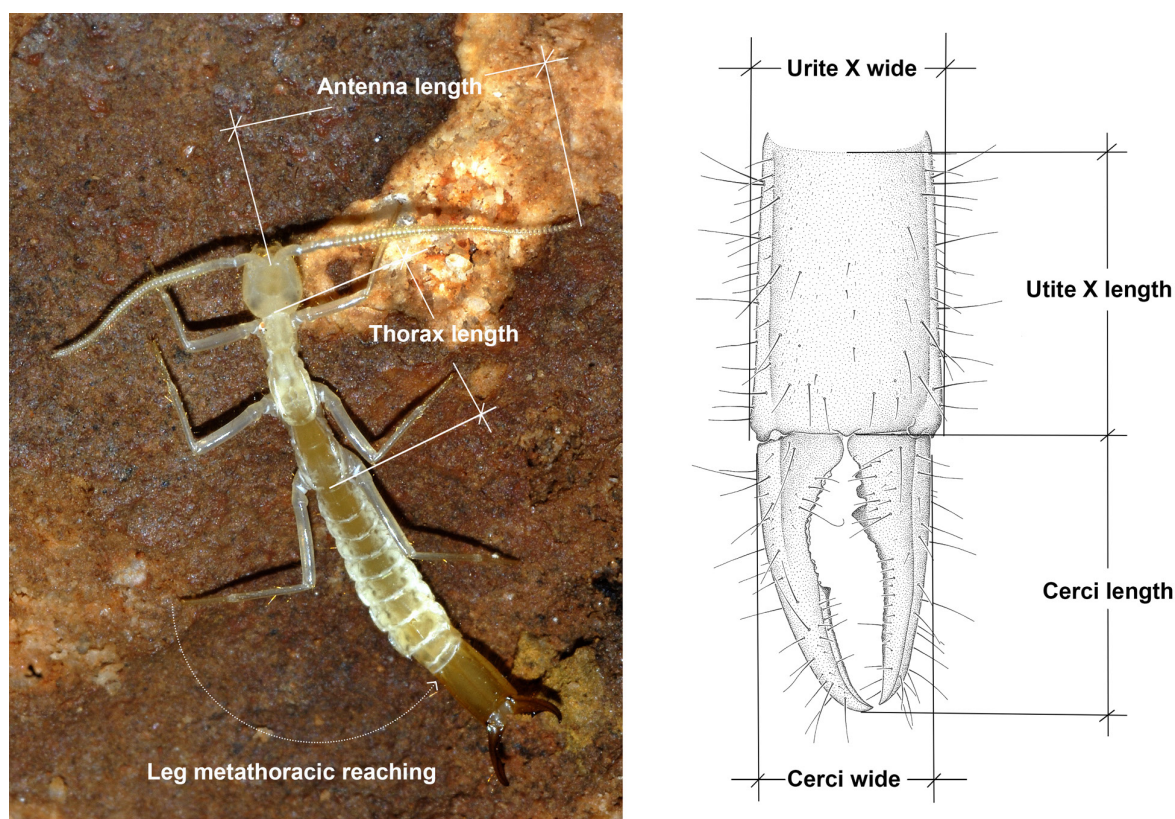 Antenna length
Thorax length
Leg metathoracic reaching
Urite X wide
Utite X length
Cerci length
Cerci wide